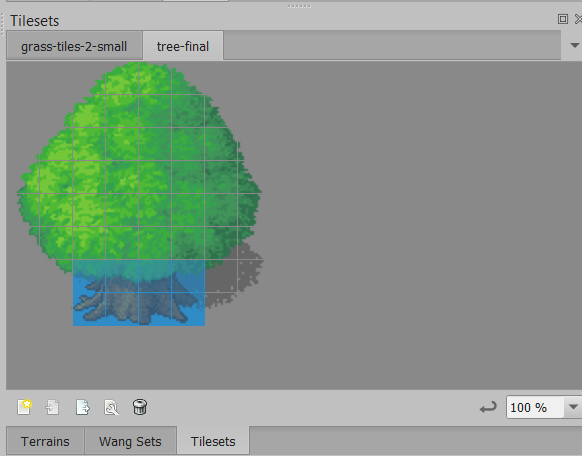 Tilesets
grass-tiles-2-small tree-final
100 %
Terrains Wang Sets Tilesets